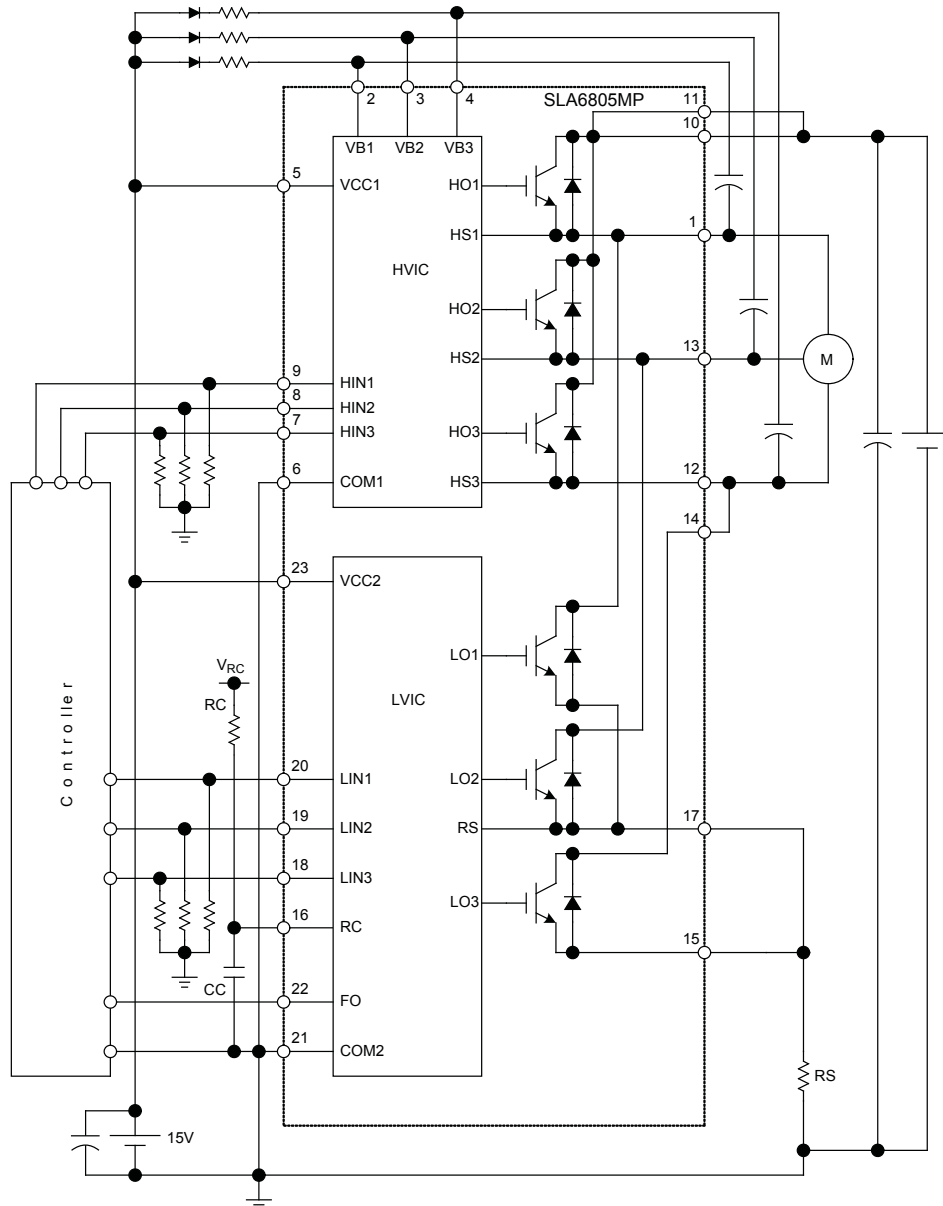 SLA6805MP
2
3
4
11
10
VB1
VB2
VB3
5
VCC1
HO1
1
HS1
HVIC
HO2
13
HS2
M
9
HIN1
8
HIN2
7
HIN3
HO3
6
COM1
12
HS3
14
23
VCC2
LO1
VRC
RC
LVIC
Controller
20
LIN1
LO2
19
LIN2
RS
17
18
LIN3
LO3
16
RC
15
CC
22
FO
21
COM2
RS
15V